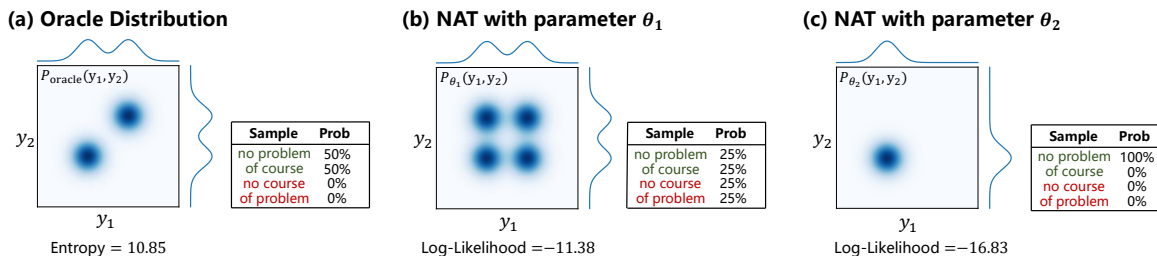 (a) Oracle Distribution
P_oracle(y₁, y₂)
y₂
y₁
Sample Prob
no problem 50%
of course 50%
no course 0%
of problem 0%
Entropy = 10.85
(b) NAT with parameter θ₁
P_θ₁(y₁, y₂)
y₂
y₁
Sample Prob
no problem 25%
of course 25%
no course 25%
of problem 25%
Log-Likelihood =−11.38
(c) NAT with parameter θ₂
P_θ₂(y₁, y₂)
y₂
y₁
Sample Prob
no problem 100%
of course 0%
no course 0%
of problem 0%
Log-Likelihood =−16.83